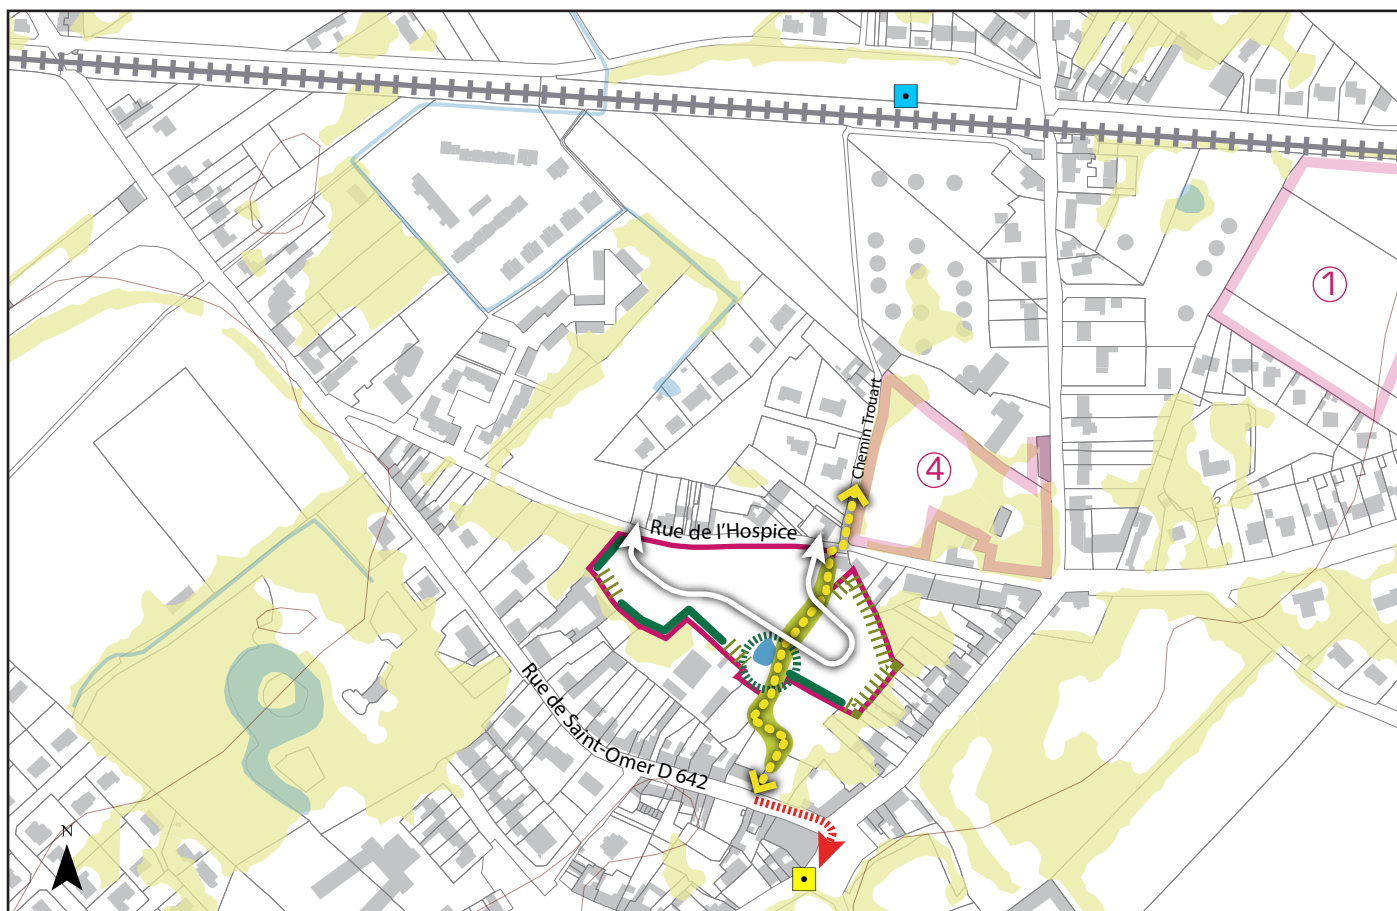 ①
Chemin Trouart
④
Rue de l'Hospice
Rue de Saint-Omer D 642
N